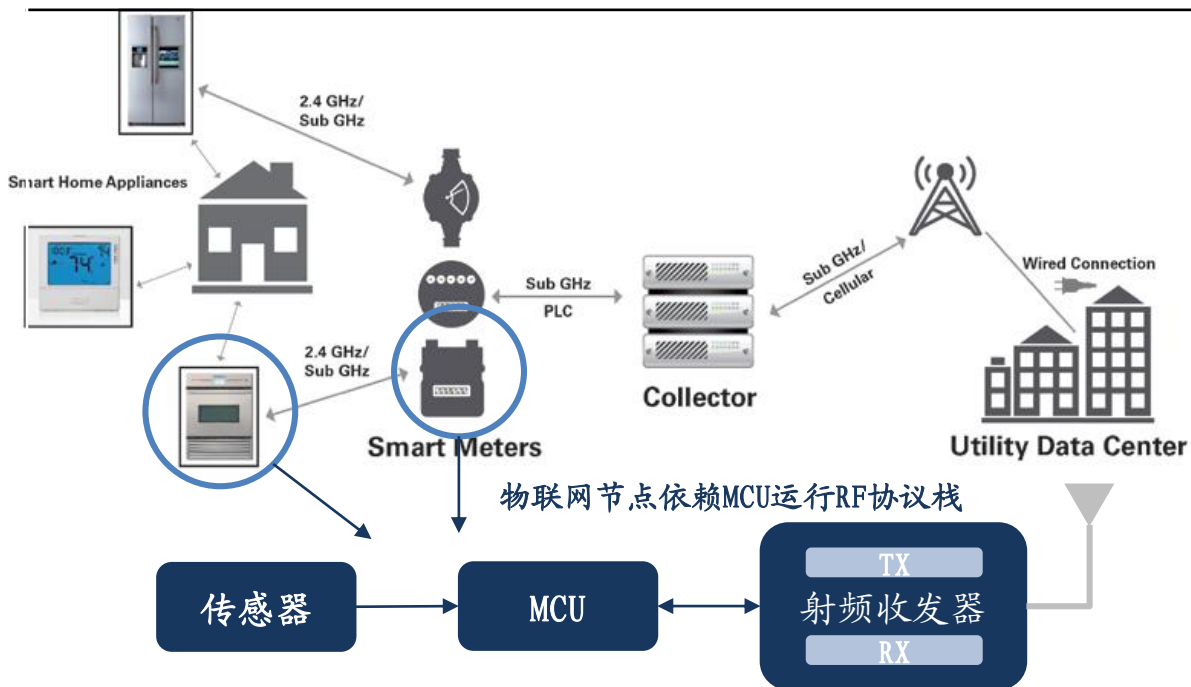 2.4 GHz/
Sub GHz
Smart Home Appliances
74
Sub GHz
PLC
Sub GHz/
Cellular
Wired Connection
2.4 GHz/
Sub GHz
Collector
Smart Meters
Utility Data Center
物联网节点依赖MCU运行RF协议栈
传感器
MCU
TX
射频收发器
RX